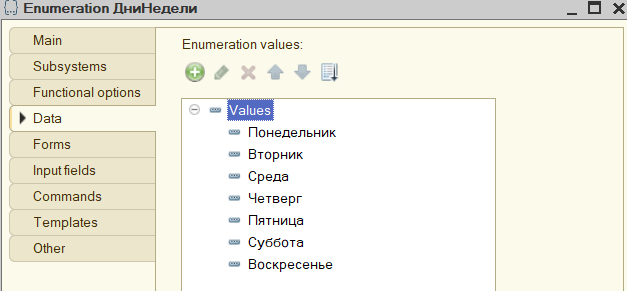 Enumeration ДниНедели
Main
Subsystems
Functional options
Data
Forms
Input fields
Commands
Templates
Other
Enumeration values:
Values
Понедельник
Вторник
Среда
Четверг
Пятница
Суббота
Воскресенье